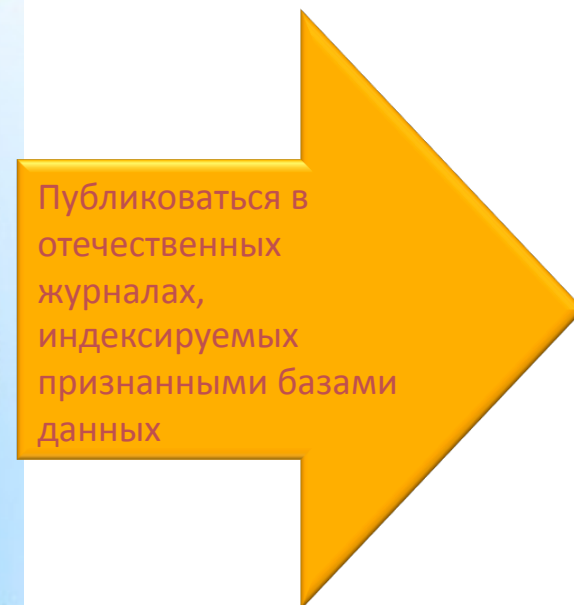 Публиковаться в
отечественных
журналах,
индексируемых
признанными базами
данных